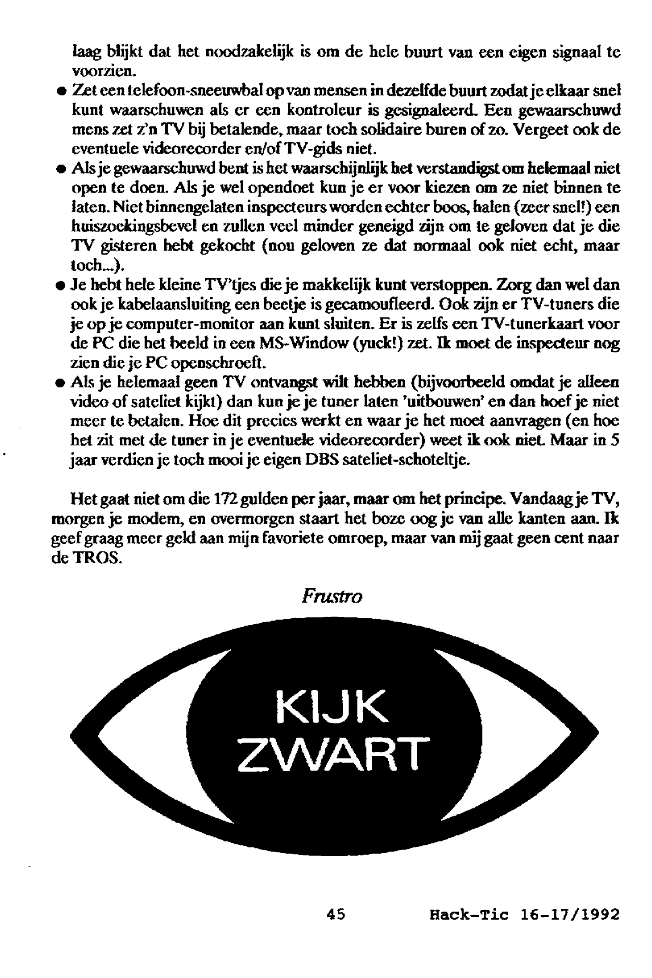 laag blijkt dat het noodzakelijk is om de hele buurt van een eigen signaal te
voorzien.
● Zet een telefoon-sneeuwbal op van mensen in dezelfde buurt zodat je elkaar snel
kunt waarschuwen als er een kontroleur is gesignaleerd. Een gewaarschuwd
mens zet z'n TV bij betalende, maar toch solidaire buren of zo. Vergeet ook de
eventuele videorecorder en/of TV-gids niet.
● Als je gewaarschuwd bent is het waarschijnlijk het verstandigst om helemaal niet
open te doen. Als je wel opendoet kun je er voor kiezen om ze niet binnen te
laten. Niet binnengelaten inspecteurs worden echter boos, halen (zeer snel!) een
huiszoekingsbevel en zullen veel minder geneigd zijn om te geloven dat je die
TV gisteren hebt gekocht (nou geloven ze dat normaal ook niet echt, maar
toch...).
● Je hebt hele kleine TV'tjes die je makkelijk kunt verstoppen. Zorg dan wel dan
ook je kabelaansluiting een beetje is gecamoufleerd. Ook zijn er TV-tuners die
je op je computer-monitor aan kunt sluiten. Er is zelfs een TV-tunerkaart voor
de PC die het beeld in een MS-Window (yuck!) zet. Ik moet de inspecteur nog
zien die je PC openschroeft.
● Als je helemaal geen TV ontvangst wilt hebben (bijvoorbeeld omdat je alleen
video of sateliet kijkt) dan kun je je tuner laten 'uitbouwen' en dan hoef je niet
meer te betalen. Hoe dit precies werkt en waar je het moet aanvragen (en hoe
het zit met de tuner in je eventuele videorecorder) weet ik ook niet. Maar in 5
jaar verdien je toch mooi je eigen DBS sateliet-schoteltje.
Het gaat niet om die 172 gulden per jaar, maar om het principe. Vandaag je TV,
morgen je modem, en overmorgen staart het boze oog je van alle kanten aan. Ik
geef graag meer geld aan mijn favoriete omroep, maar van mij gaat geen cent naar
de TROS.
Frustro
KIJK
ZWART
45 Hack-Tic 16-17/1992